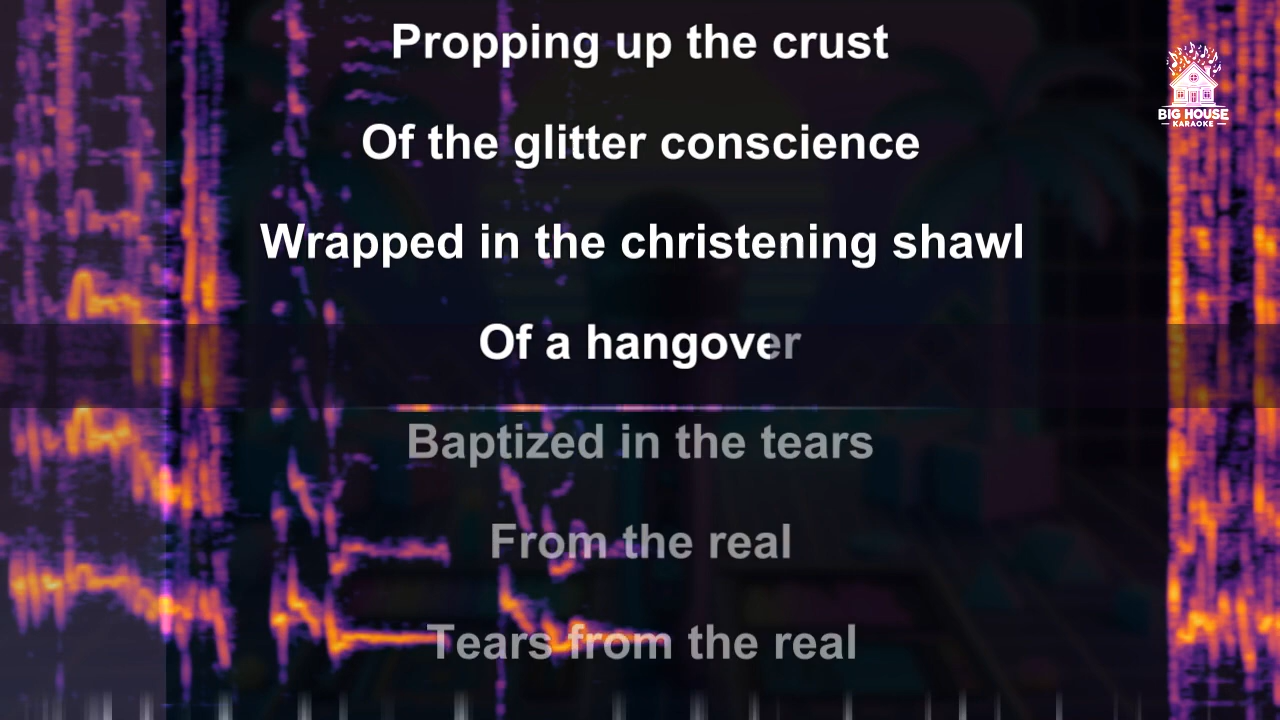 Propping up the crust
Of the glitter conscience
Wrapped in the christening shawl
Of a hangover
Baptized in the tears
From the real
Tears from the real
BIG HOUSE
KARAOKE